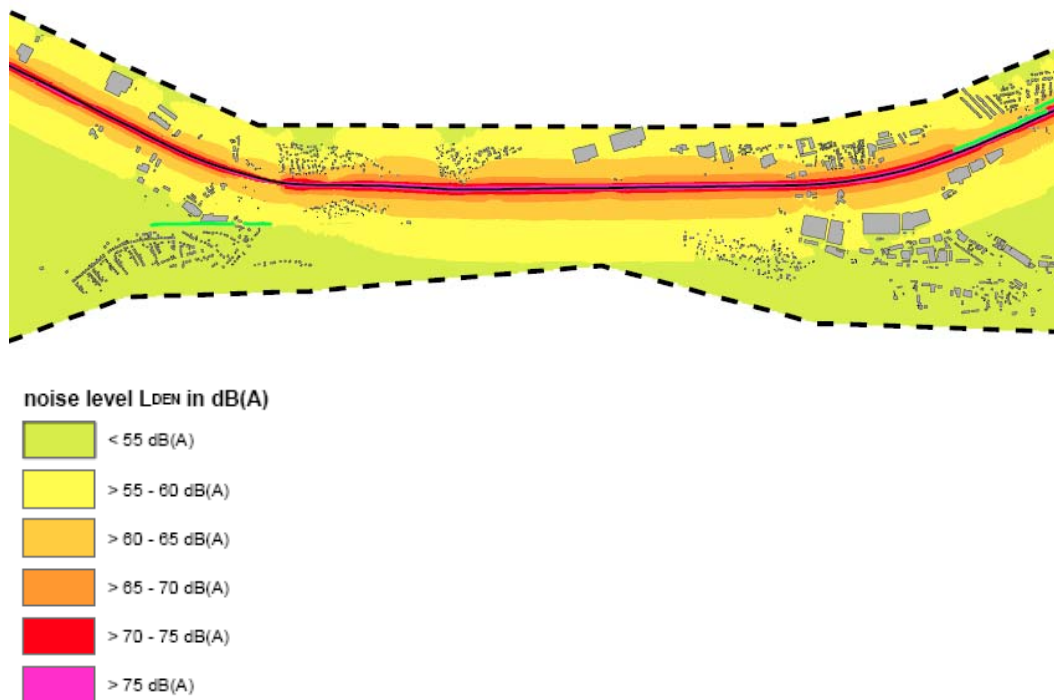 noise level LDEN in dB(A)
< 55 dB(A)
> 55 - 60 dB(A)
> 60 - 65 dB(A)
> 65 - 70 dB(A)
> 70 - 75 dB(A)
> 75 dB(A)